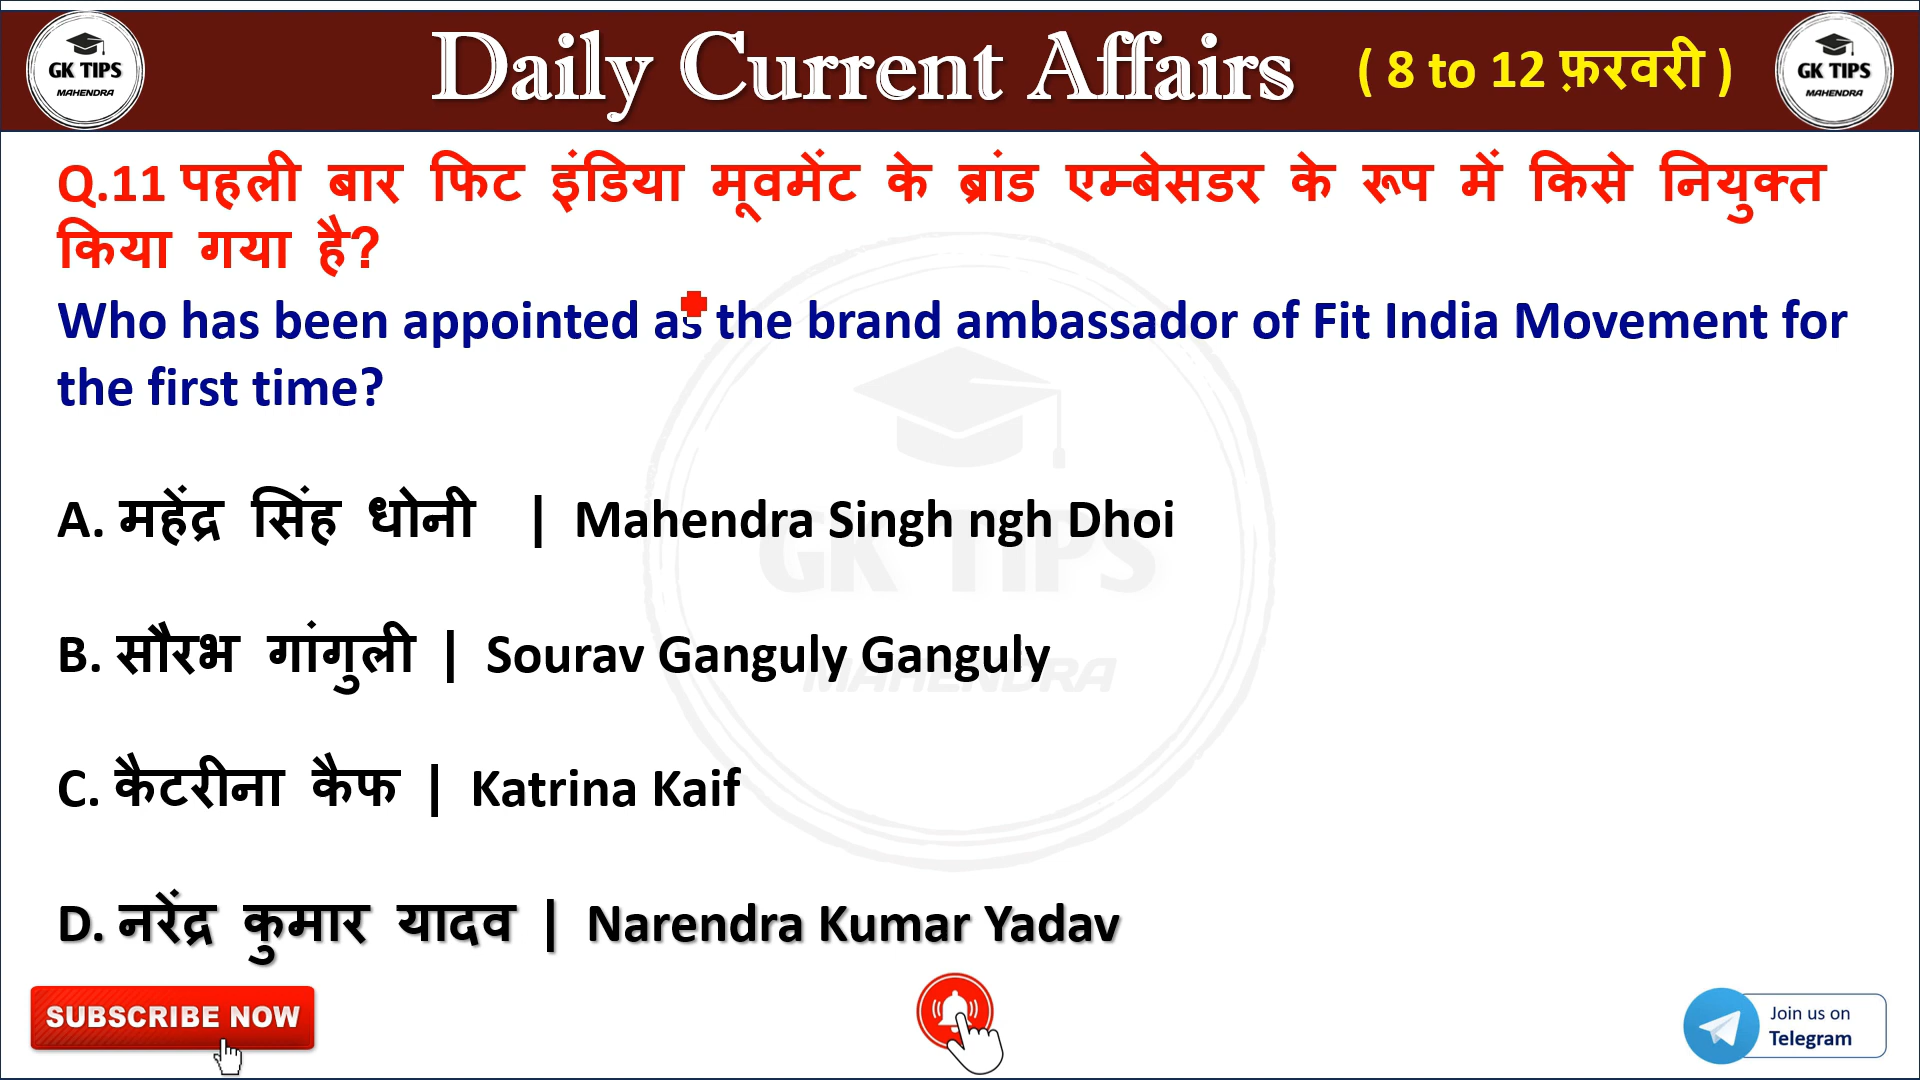 GK TIPS
MAHENDRA
Daily Current Affairs
( 8 to 12 फ़रवरी )
GK TIPS
MAHENDRA
Q.11 पहली बार फिट इंडिया मूवमेंट के ब्रांड एम्बेसडर के रूप में किसे नियुक्त
किया गया है?
Who has been appointed as the brand ambassador of Fit India Movement for
the first time?
A. महेंद्र सिंह धोनी | Mahendra Singh ngh Dhoi
GK TIPS
B. सौरभ गांगुली | Sourav Ganguly Ganguly
MAHENDRA
C. कैटरीना कैफ | Katrina Kaif
D. नरेंद्र कुमार यादव | Narendra Kumar Yadav
SUBSCRIBE NOW
Join us on
Telegram